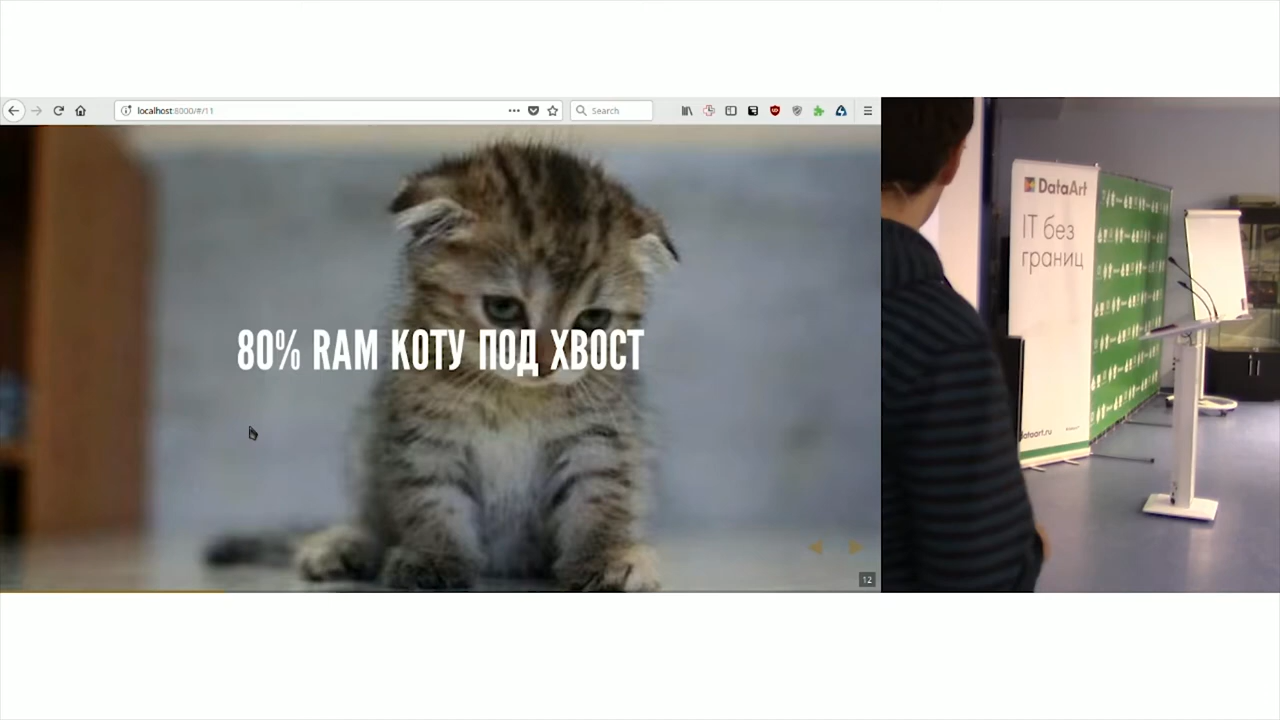 localhost:8000/#/11
Search
80% RAM КОТУ ПОД ХВОСТ
12
DataArt
IT без
границ
dataart.ru